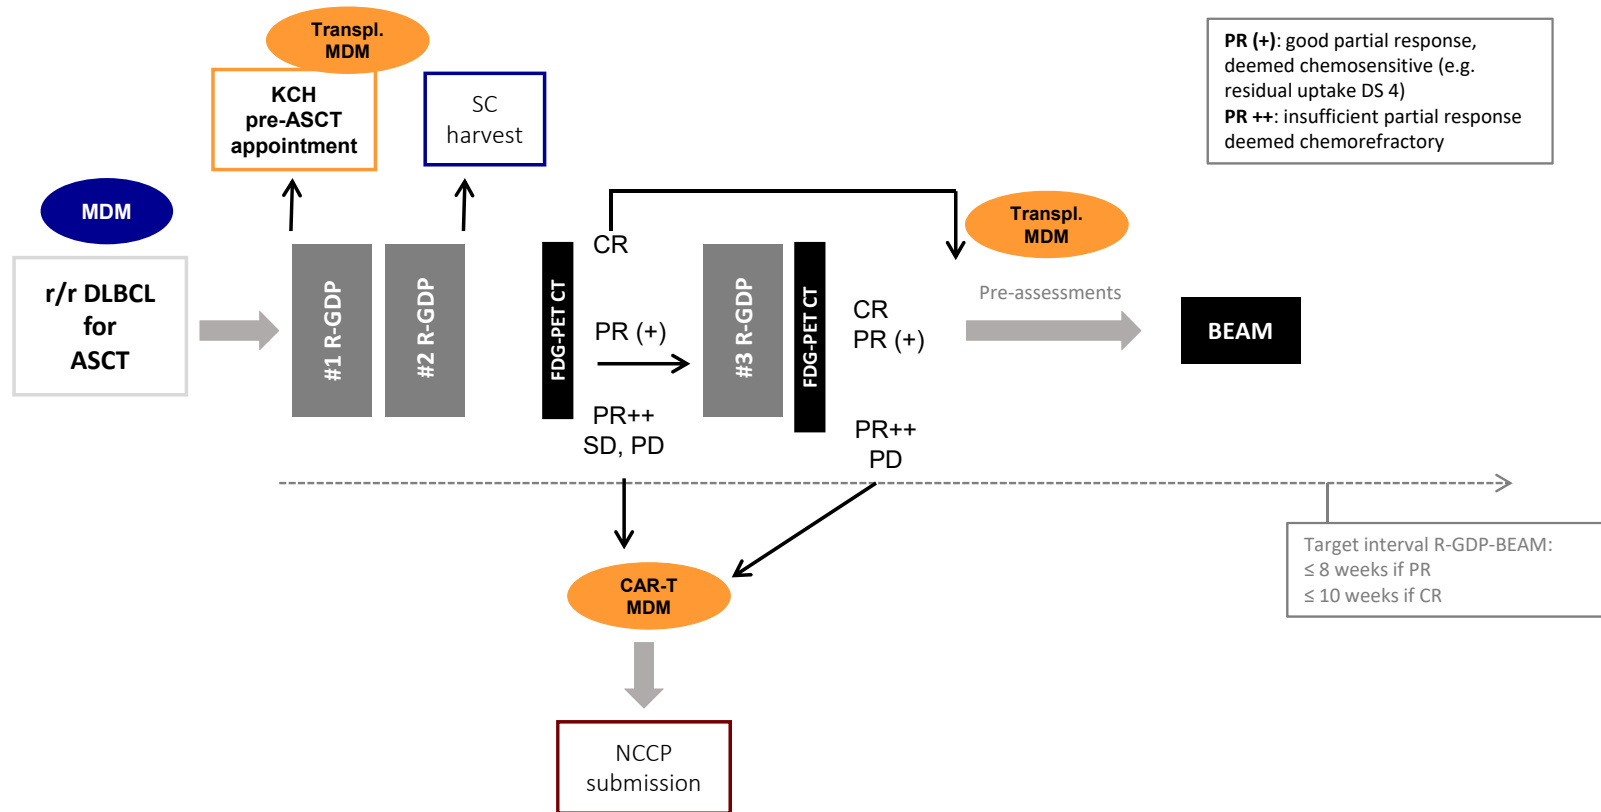 Transpl.
MDM
KCH
pre-ASCT
appointment
SC
harvest
PR (+): good partial response,
deemed chemosensitive (e.g.
residual uptake DS 4)
PR ++: insufficient partial response
deemed chemorefractory
MDM
r/r DLBCL
for
ASCT
#1 R-GDP
#2 R-GDP
FDG-PET CT
CR
PR (+)
PR++
SD, PD
#3 R-GDP
FDG-PET CT
CR
PR (+)
PR++
PD
Transpl.
MDM
Pre-assessments
BEAM
Target interval R-GDP-BEAM:
≤ 8 weeks if PR
≤ 10 weeks if CR
CAR-T
MDM
NCCP
submission